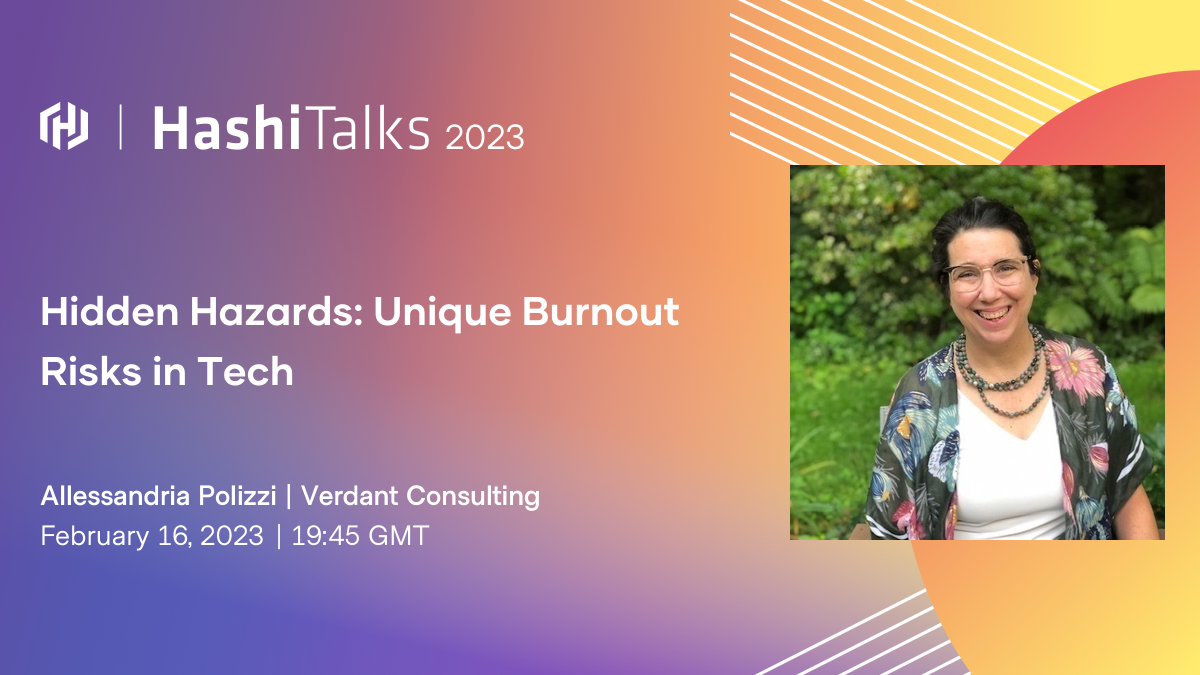 HashiTalks 2023
Hidden Hazards: Unique Burnout
Risks in Tech
Allessandria Polizzi | Verdant Consulting
February 16, 2023 | 19:45 GMT